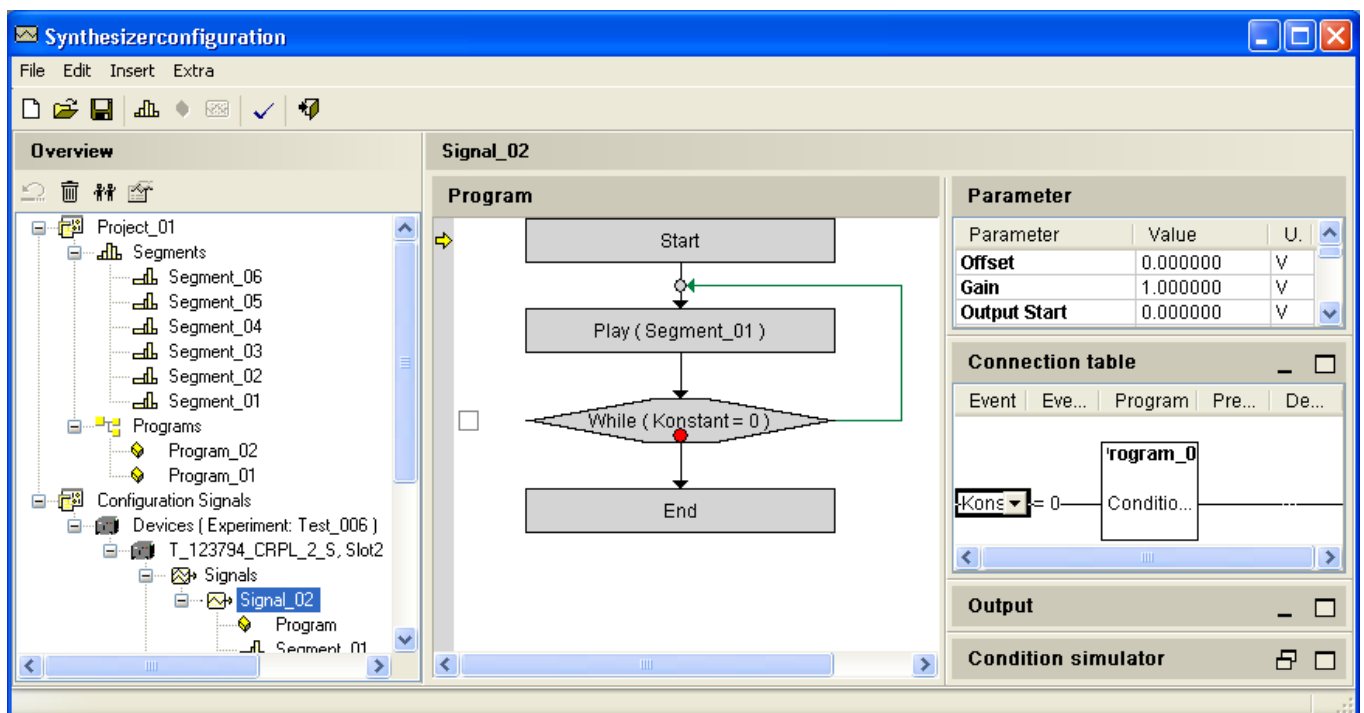 Synthesizerconfiguration
File Edit Insert Extra
Overview
Project_01
Segments
Segment_06
Segment_05
Segment_04
Segment_03
Segment_02
Segment_01
Programs
Program_02
Program_01
Configuration Signals
Devices ( Experiment: Test_006 )
T_123794_CRPL_2_S, Slot2
Signals
Signal_02
Program
Segment_01
Signal_02
Program
Start
Play ( Segment_01 )
While ( Konstant = 0 )
End
Parameter
Parameter Value U.
Offset 0.000000 V
Gain 1.000000 V
Output Start 0.000000 V
Connection table
Event Eve... Program Pre... De...
rogram_0
Kons = 0 Conditio...
Output
Condition simulator